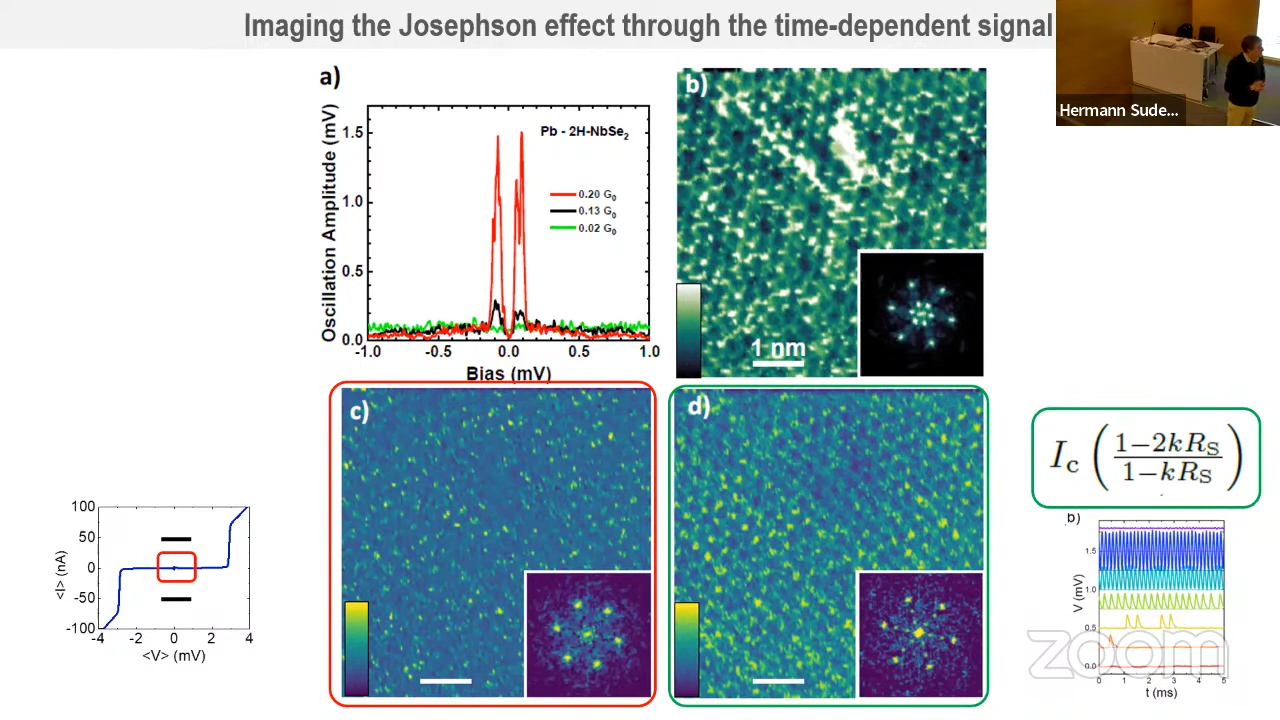 Imaging the Josephson effect through the time-dependent signal
Hermann Sude...
a)
Oscillation Amplitude (mV)
1.5
1.0
0.5
0.0
Pb - 2H-NbSe₂
0.20 G₀
0.13 G₀
0.02 G₀
-1.0 -0.5 0.0 0.5 1.0
Bias (mV)
b)
1 nm
c)
d)
I_c ( (1−2kR_S) / (1−kR_S) )
<I> (nA)
100
50
0
-50
-100
-4 -2 0 2 4
<V> (mV)
b)
V (mV)
1.5
1.0
0.5
0.0
0 1 2 3 4 5
t (ms)
zoom